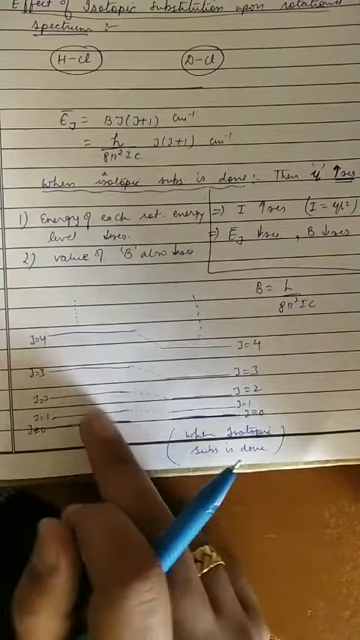 Effect of Isotopic Substitution upon rotational
Spectrum :-
H-Cl D-Cl
E̅J = BJ(J+1) cm⁻¹
= h/8π²Ic J(J+1) cm⁻¹
When isotopic subs. is done:- Then 'μ' ↑ses
1) Energy of each rot. energy level ↓ses.
⇒ I ↑ses (I = μr²)
⇒ E̅J ↓ses , B ↓ses
2) value of 'B' also ↓ses
B = h/8π²Ic
J=4 J=4
J=3 J=3
J=2 J=2
J=1 J=1
J=0 J=0
(When Isotopic
subs is done)